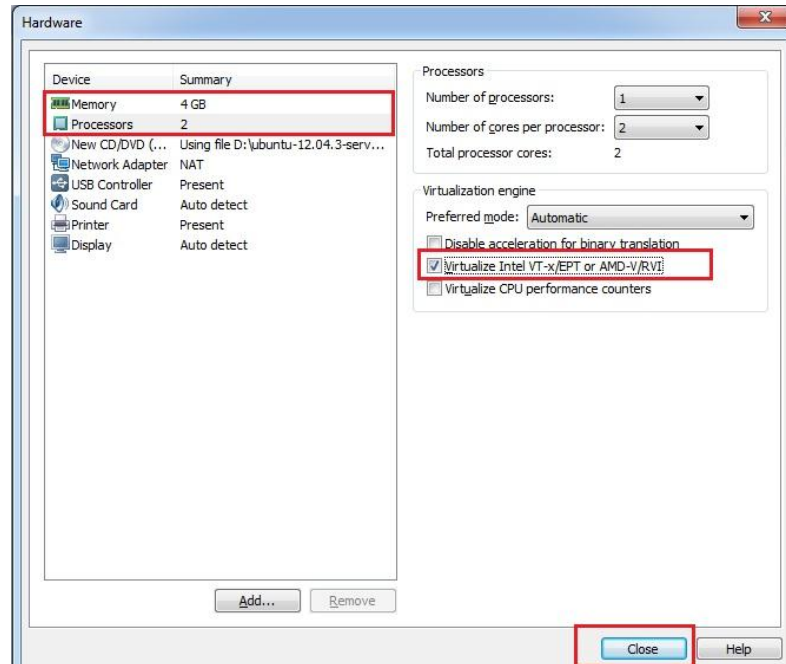 Hardware
Device Summary
Memory 4 GB
Processors 2
New CD/DVD (... Using file D:\ubuntu-12.04.3-serv...
Network Adapter NAT
USB Controller Present
Sound Card Auto detect
Printer Present
Display Auto detect
Add... Remove
Processors
Number of processors: 1
Number of cores per processor: 2
Total processor cores: 2
Virtualization engine
Preferred mode: Automatic
Disable acceleration for binary translation
Virtualize Intel VT-x/EPT or AMD-V/RVI
Virtualize CPU performance counters
Close Help